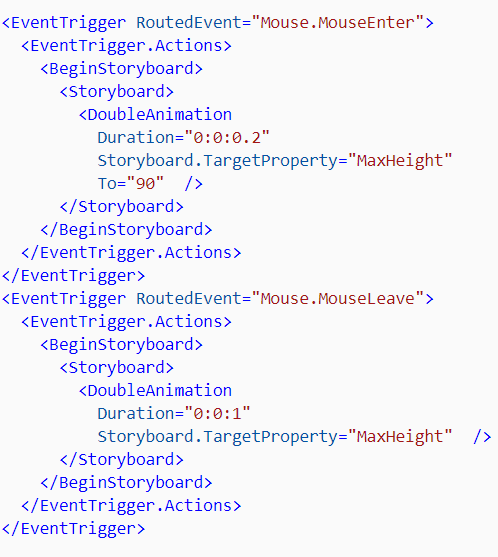 <EventTrigger RoutedEvent="Mouse.MouseEnter">
  <EventTrigger.Actions>
    <BeginStoryboard>
      <Storyboard>
        <DoubleAnimation
          Duration="0:0:0.2"
          Storyboard.TargetProperty="MaxHeight"
          To="90"  />
      </Storyboard>
    </BeginStoryboard>
  </EventTrigger.Actions>
</EventTrigger>
<EventTrigger RoutedEvent="Mouse.MouseLeave">
  <EventTrigger.Actions>
    <BeginStoryboard>
      <Storyboard>
        <DoubleAnimation
          Duration="0:0:1"
          Storyboard.TargetProperty="MaxHeight"  />
      </Storyboard>
    </BeginStoryboard>
  </EventTrigger.Actions>
</EventTrigger>